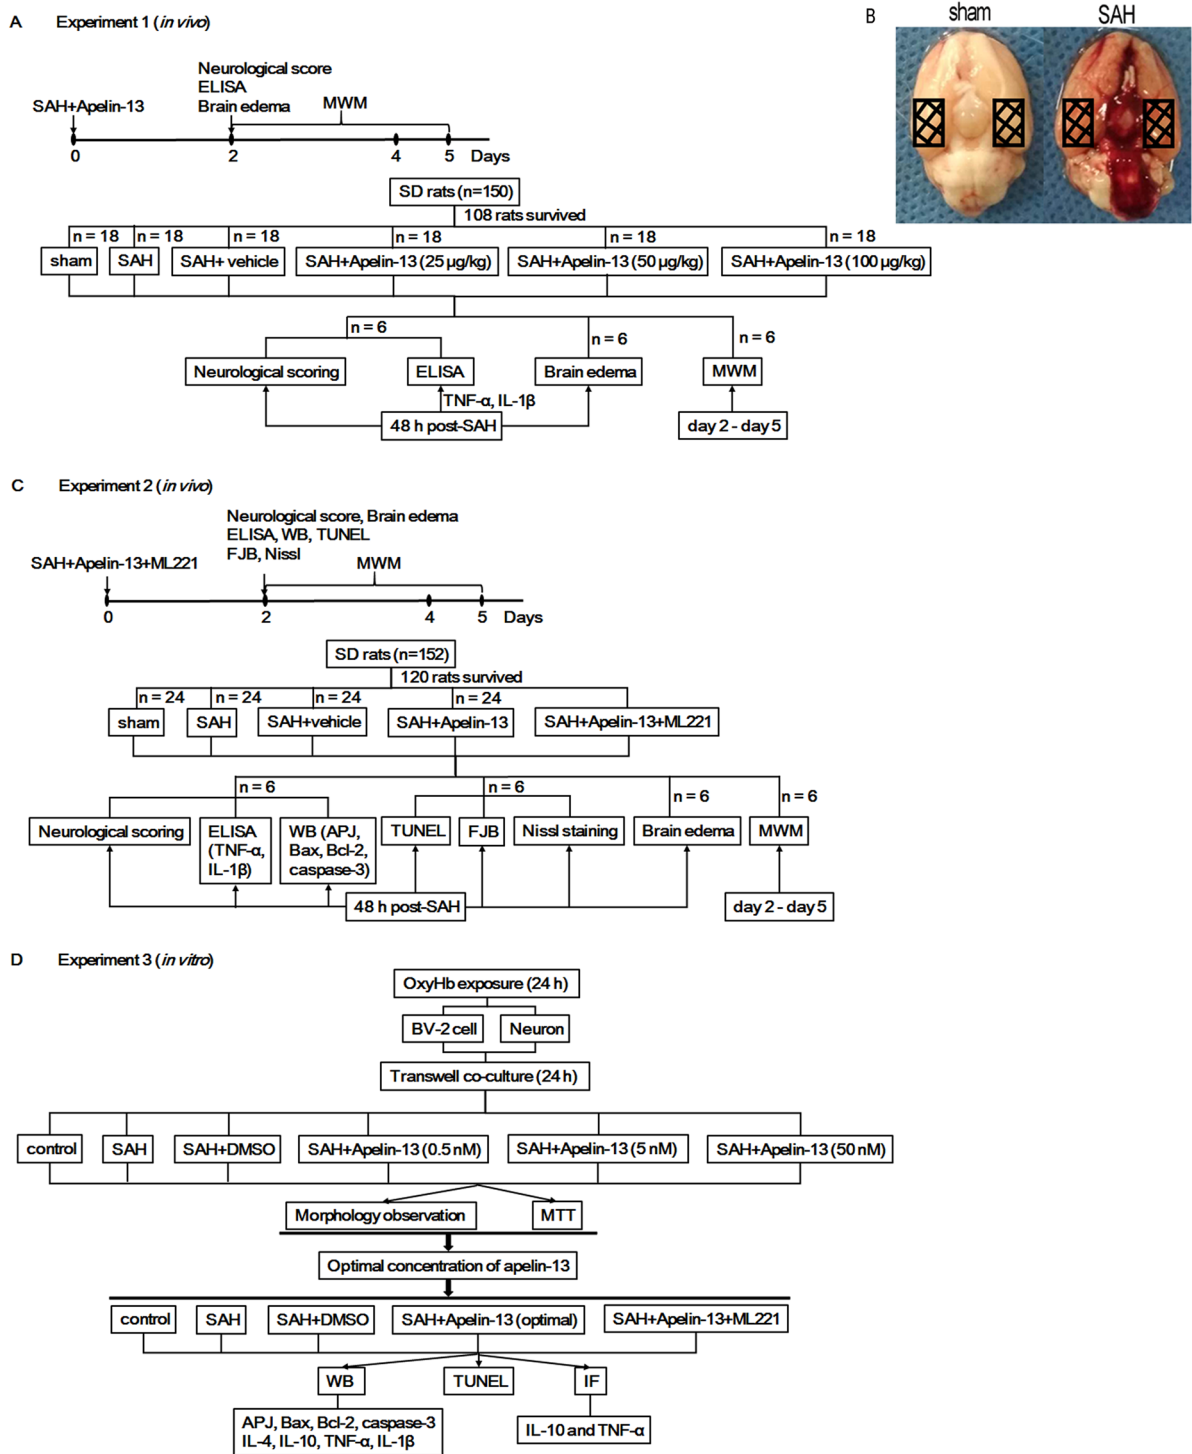 A Experiment 1 (in vivo)
Neurological score
ELISA
SAH+Apelin-13 Brain edema MWM
0 2 4 5 Days
SD rats (n=150)
108 rats survived
n = 18 n = 18 n = 18 n = 18 n = 18 n = 18
sham SAH SAH+ vehicle SAH+Apelin-13 (25 μg/kg) SAH+Apelin-13 (50 μg/kg) SAH+Apelin-13 (100 μg/kg)
n = 6 n = 6 n = 6
Neurological scoring ELISA Brain edema MWM
TNF-α, IL-1β
48 h post-SAH day 2 - day 5
B sham SAH
C Experiment 2 (in vivo)
Neurological score, Brain edema
ELISA, WB, TUNEL
FJB, Nissl
SAH+Apelin-13+ML221 MWM
0 2 4 5 Days
SD rats (n=152)
120 rats survived
n = 24 n = 24 n = 24 n = 24
sham SAH SAH+vehicle SAH+Apelin-13 SAH+Apelin-13+ML221
n = 6 n = 6 n = 6 n = 6
Neurological scoring
ELISA
(TNF-α,
IL-1β)
WB (APJ,
Bax, Bcl-2,
caspase-3)
TUNEL FJB Nissl staining Brain edema MWM
48 h post-SAH day 2 - day 5
D Experiment 3 (in vitro)
OxyHb exposure (24 h)
BV-2 cell Neuron
Transwell co-culture (24 h)
control SAH SAH+DMSO SAH+Apelin-13 (0.5 nM) SAH+Apelin-13 (5 nM) SAH+Apelin-13 (50 nM)
Morphology observation MTT
Optimal concentration of apelin-13
control SAH SAH+DMSO SAH+Apelin-13 (optimal) SAH+Apelin-13+ML221
WB TUNEL IF
APJ, Bax, Bcl-2, caspase-3
IL-4, IL-10, TNF-α, IL-1β
IL-10 and TNF-α